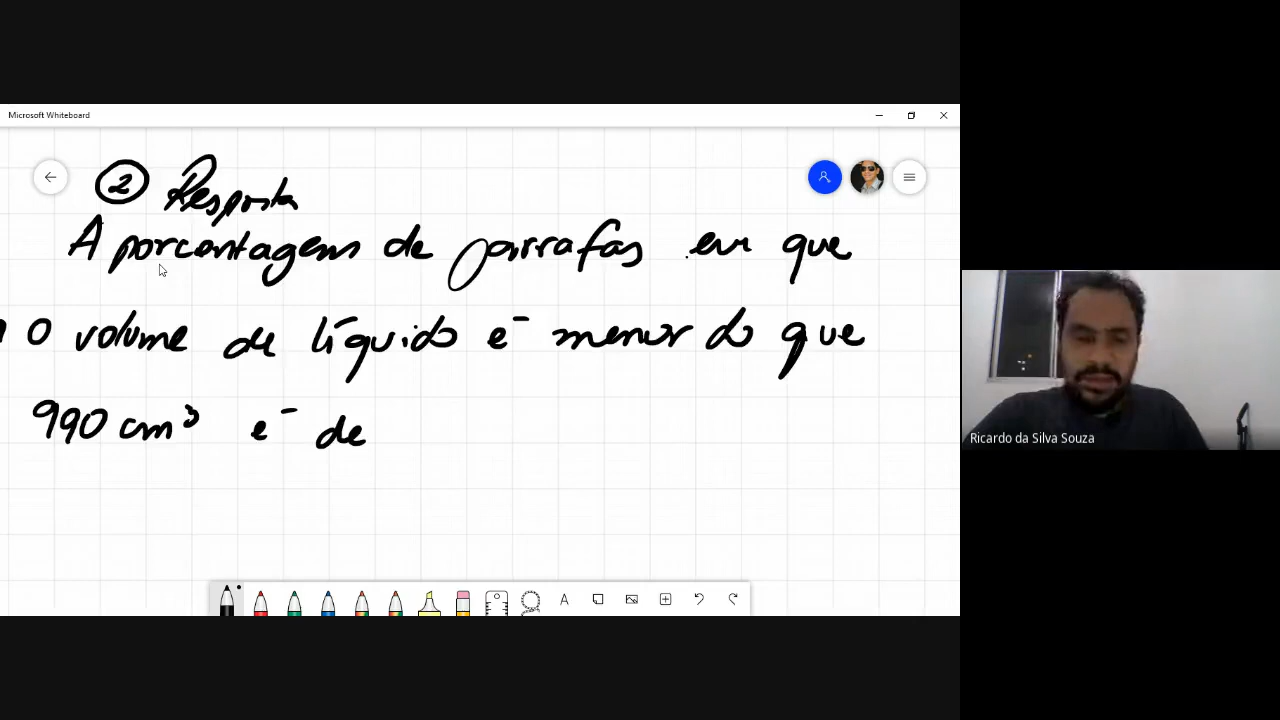 Microsoft Whiteboard
2 Resposta
A porcentagem de garrafas em que
o volume de líquido é menor do que
990 cm³ é de
Ricardo da Silva Souza
A